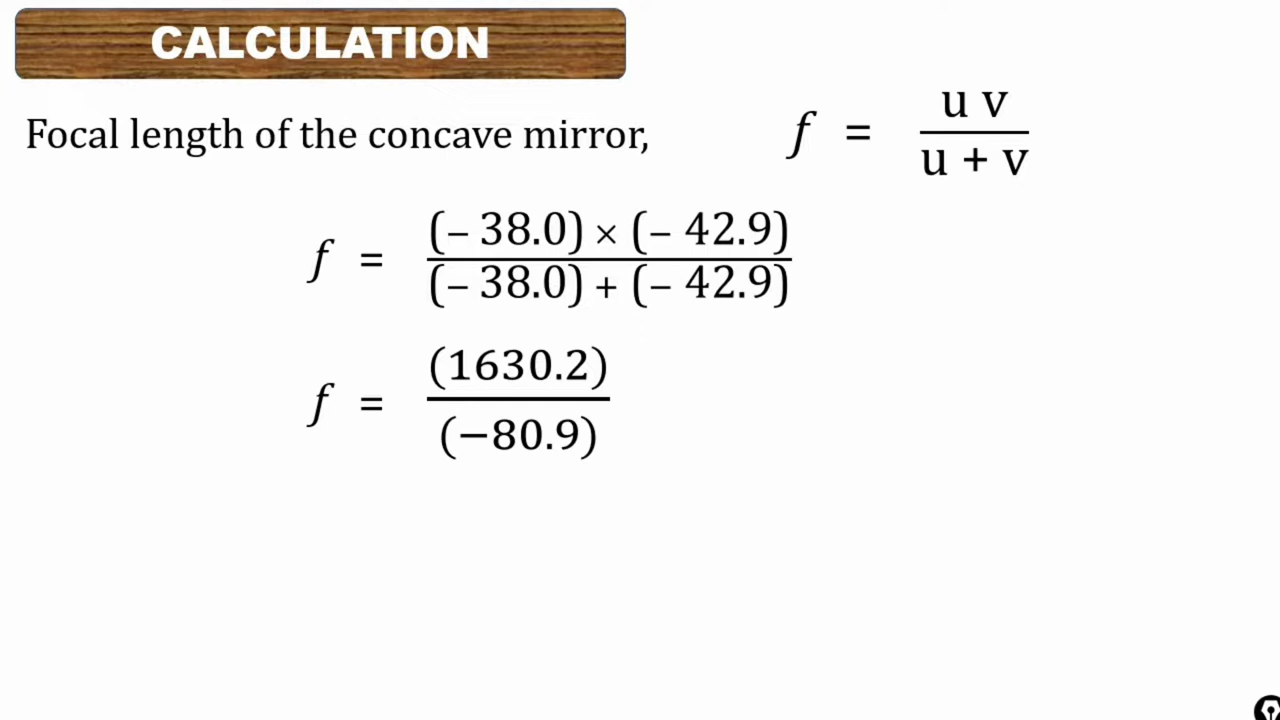 CALCULATION
Focal length of the concave mirror,
f = u v
u + v
f = (– 38.0) × (– 42.9)
(– 38.0) + (– 42.9)
f = (1630.2)
(−80.9)